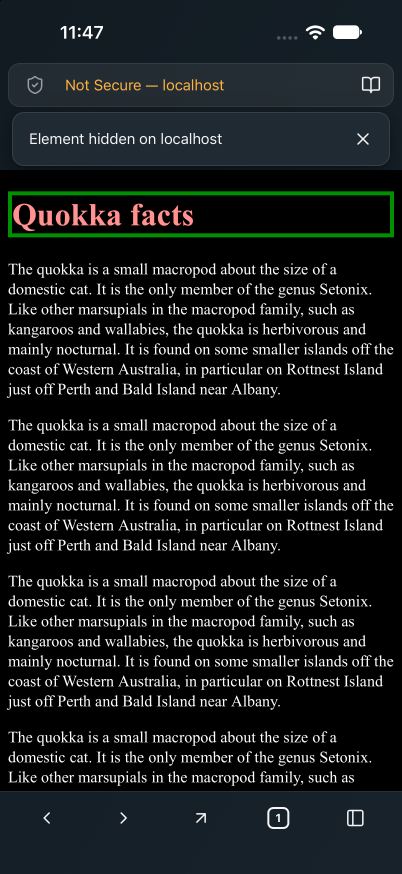 11:47
Not Secure — localhost
Element hidden on localhost
Quokka facts
The quokka is a small macropod about the size of a
domestic cat. It is the only member of the genus Setonix.
Like other marsupials in the macropod family, such as
kangaroos and wallabies, the quokka is herbivorous and
mainly nocturnal. It is found on some smaller islands off the
coast of Western Australia, in particular on Rottnest Island
just off Perth and Bald Island near Albany.
The quokka is a small macropod about the size of a
domestic cat. It is the only member of the genus Setonix.
Like other marsupials in the macropod family, such as
kangaroos and wallabies, the quokka is herbivorous and
mainly nocturnal. It is found on some smaller islands off the
coast of Western Australia, in particular on Rottnest Island
just off Perth and Bald Island near Albany.
The quokka is a small macropod about the size of a
domestic cat. It is the only member of the genus Setonix.
Like other marsupials in the macropod family, such as
kangaroos and wallabies, the quokka is herbivorous and
mainly nocturnal. It is found on some smaller islands off the
coast of Western Australia, in particular on Rottnest Island
just off Perth and Bald Island near Albany.
The quokka is a small macropod about the size of a
domestic cat. It is the only member of the genus Setonix.
Like other marsupials in the macropod family, such as
1